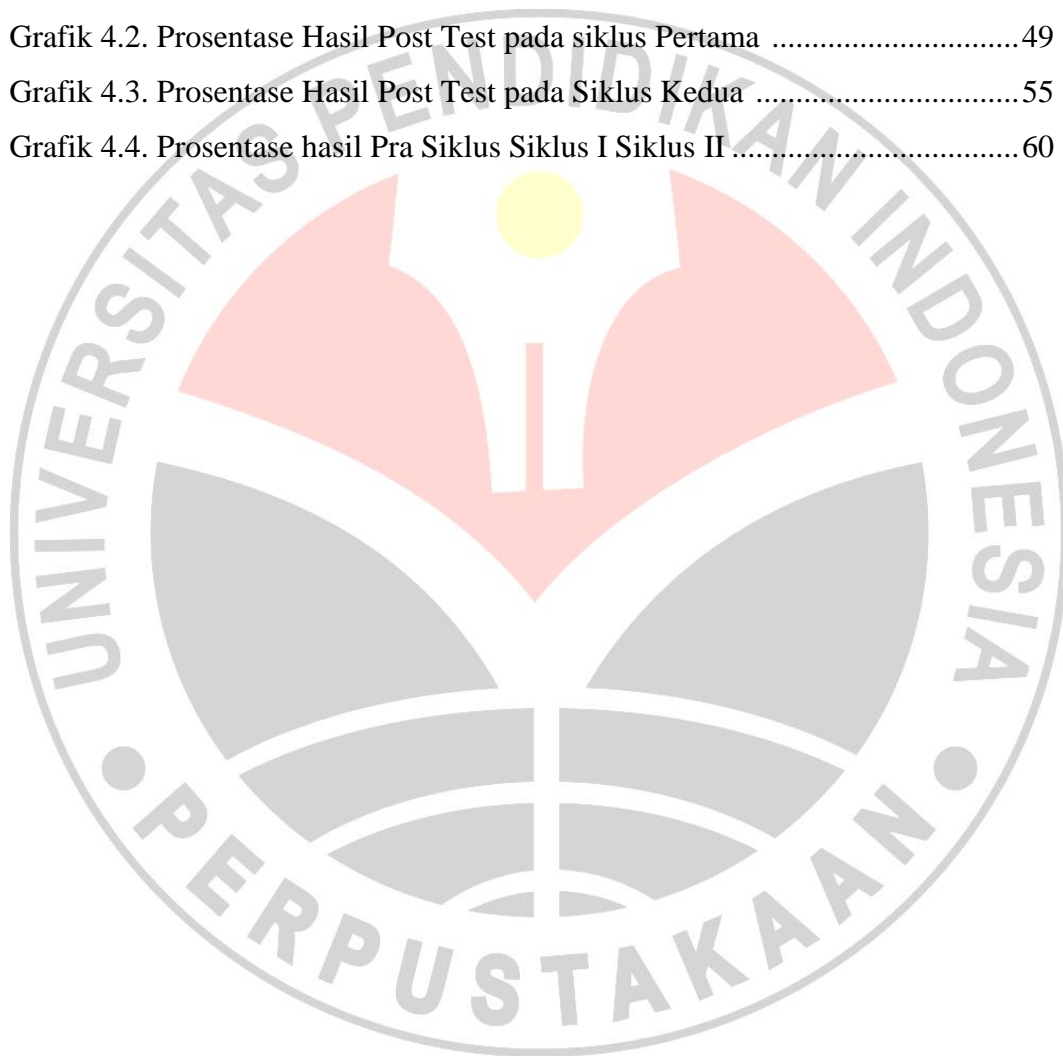 Grafik 4.2. Prosentase Hasil Post Test pada siklus Pertama ............................... 49
Grafik 4.3. Prosentase Hasil Post Test pada Siklus Kedua ................................. 55
Grafik 4.4. Prosentase hasil Pra Siklus Siklus I Siklus II .................................... 60
UNIVERSITAS PENDIDIKAN INDONESIA
• PERPUSTAKAAN •